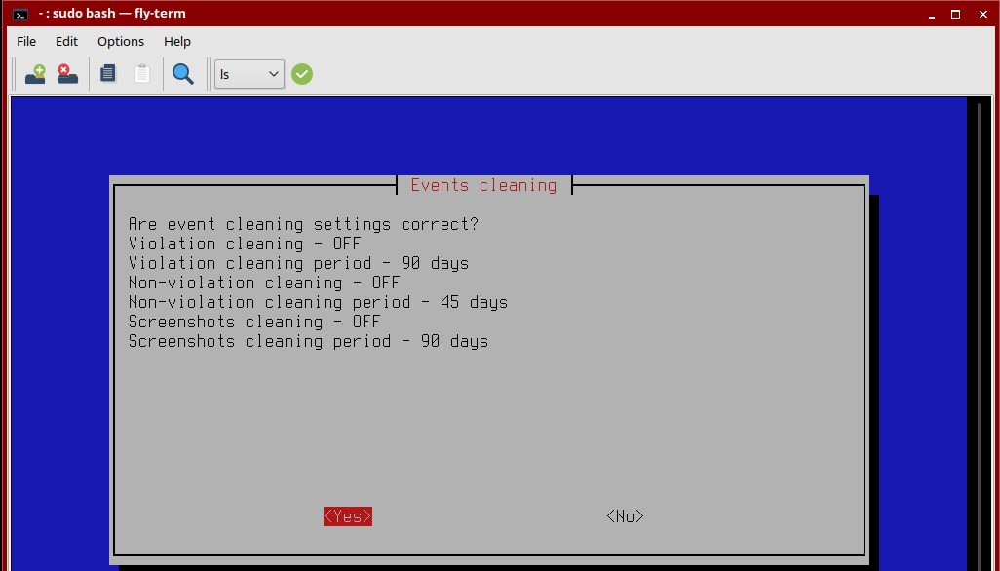 - : sudo bash — fly-term
File Edit Options Help
ls
Events cleaning
Are event cleaning settings correct?
Violation cleaning - OFF
Violation cleaning period - 90 days
Non-violation cleaning - OFF
Non-violation cleaning period - 45 days
Screenshots cleaning - OFF
Screenshots cleaning period - 90 days
<Yes> <No>